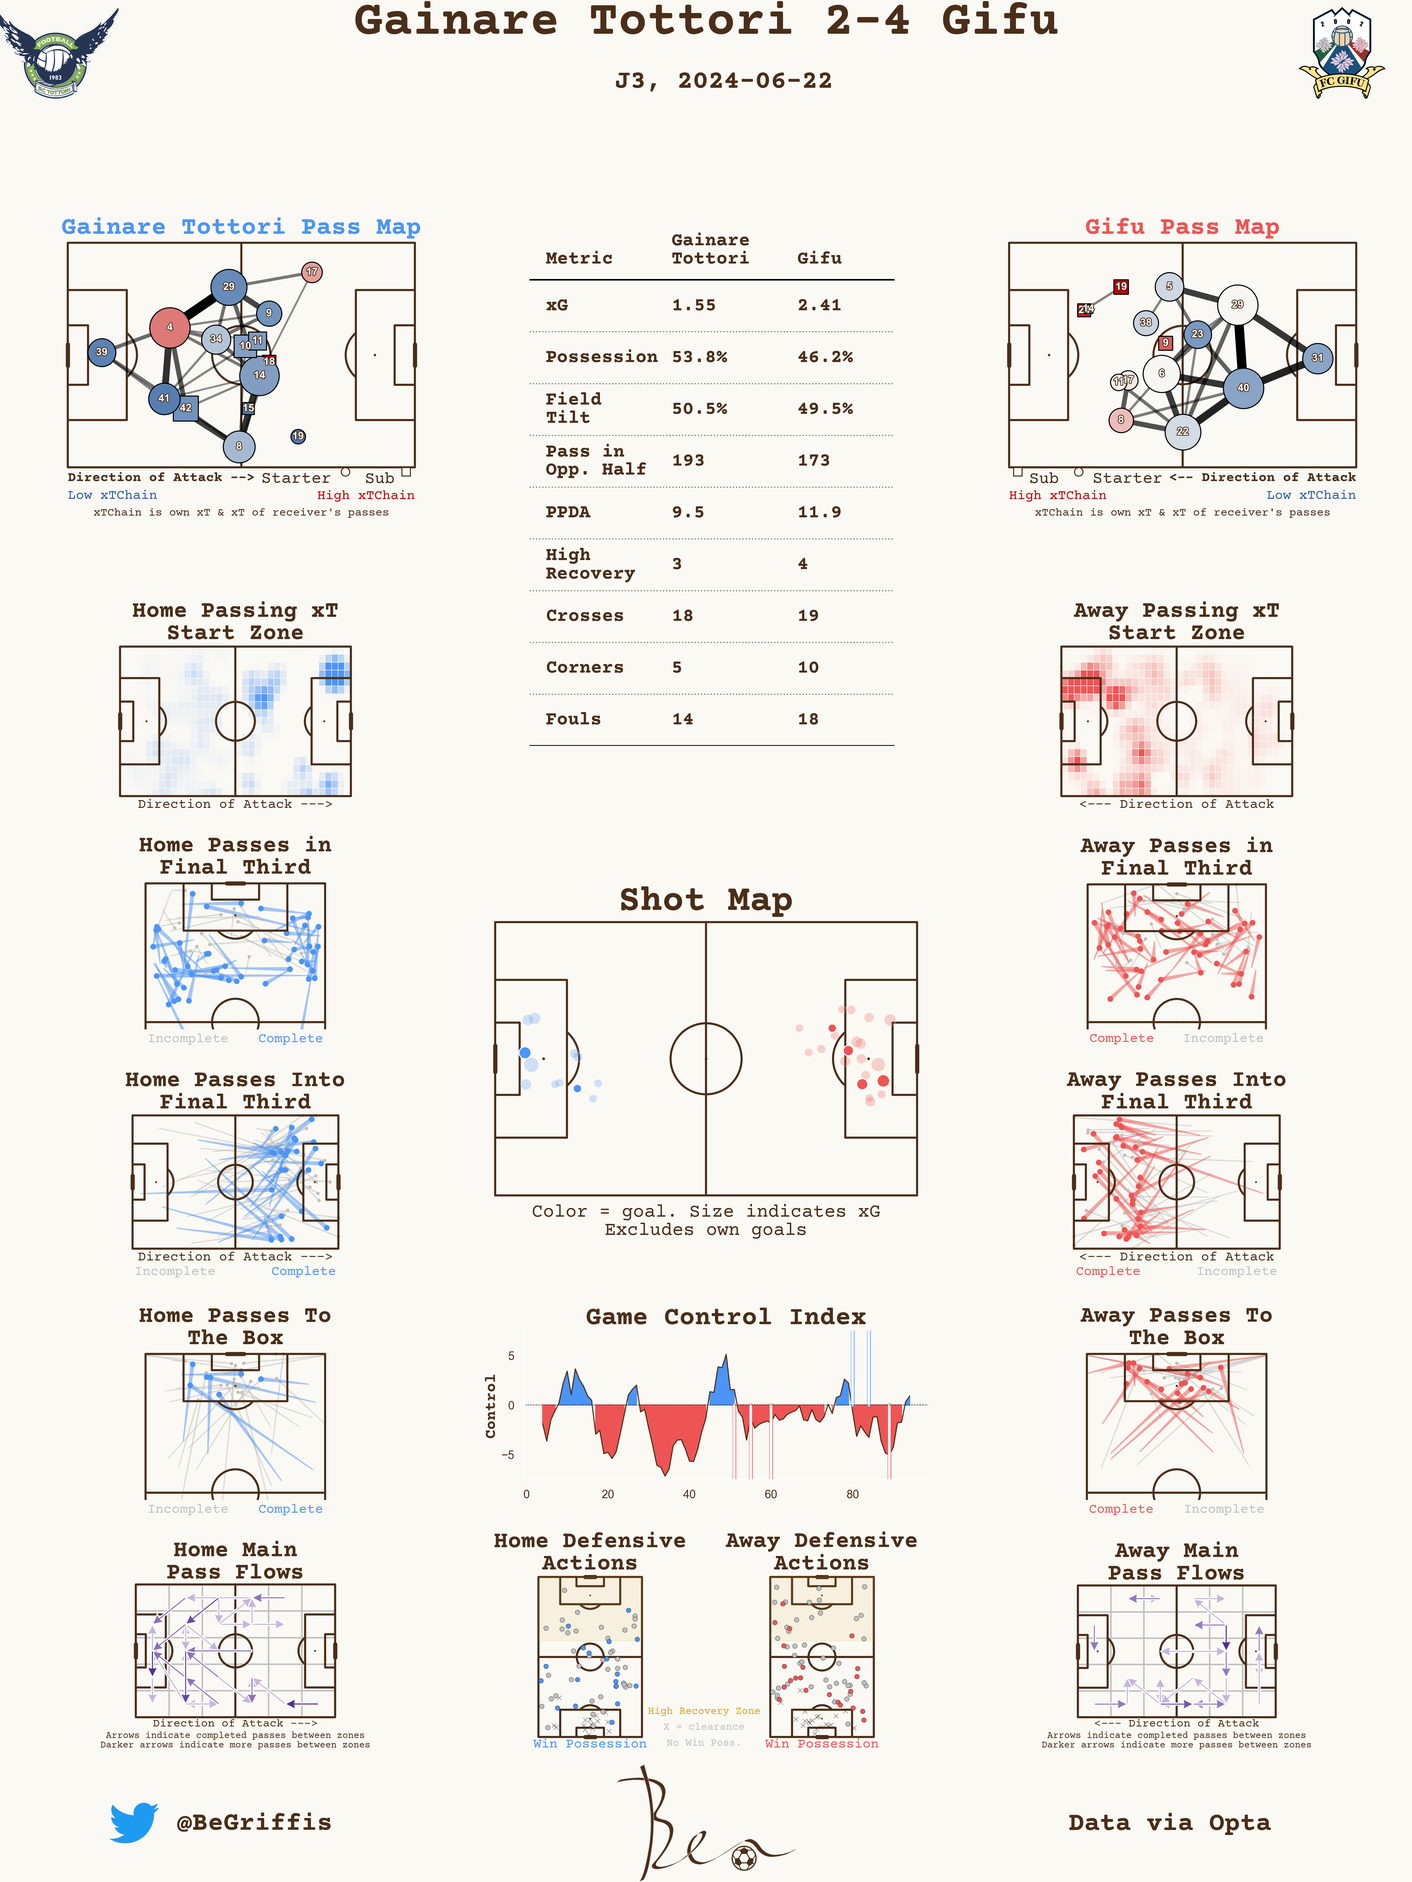 Gainare Tottori 2-4 Gifu
J3, 2024-06-22
FOOTBALL
1983
SC TOTTORI
2 0 0 2
FC GIFU
Gainare Tottori Pass Map
17
29
9
4
34
10
11
39
18
14
41
42
15
8
19
Direction of Attack --> Starter Sub
Low xTChain High xTChain
xTChain is own xT & xT of receiver's passes
Metric Gainare Tottori Gifu
xG 1.55 2.41
Possession 53.8% 46.2%
Field Tilt 50.5% 49.5%
Pass in Opp. Half 193 173
PPDA 9.5 11.9
High Recovery 3 4
Crosses 18 19
Corners 5 10
Fouls 14 18
Gifu Pass Map
19
5
29
38
23
9
31
6
40
8
22
Sub Starter <-- Direction of Attack
High xTChain Low xTChain
xTChain is own xT & xT of receiver's passes
Home Passing xT
Start Zone
Direction of Attack --->
Away Passing xT
Start Zone
<--- Direction of Attack
Home Passes in
Final Third
Incomplete Complete
Away Passes in
Final Third
Complete Incomplete
Shot Map
Color = goal. Size indicates xG
Excludes own goals
Home Passes Into
Final Third
Direction of Attack --->
Incomplete Complete
Away Passes Into
Final Third
<--- Direction of Attack
Complete Incomplete
Home Passes To
The Box
Incomplete Complete
Game Control Index
Control
5
0
−5
0 20 40 60 80
Away Passes To
The Box
Complete Incomplete
Home Main
Pass Flows
Direction of Attack --->
Arrows indicate completed passes between zones
Darker arrows indicate more passes between zones
Home Defensive
Actions
Win Possession
High Recovery Zone
X = clearance
No Win Poss.
Away Defensive
Actions
Win Possession
Away Main
Pass Flows
<--- Direction of Attack
Arrows indicate completed passes between zones
Darker arrows indicate more passes between zones
@BeGriffis
Ben
Data via Opta